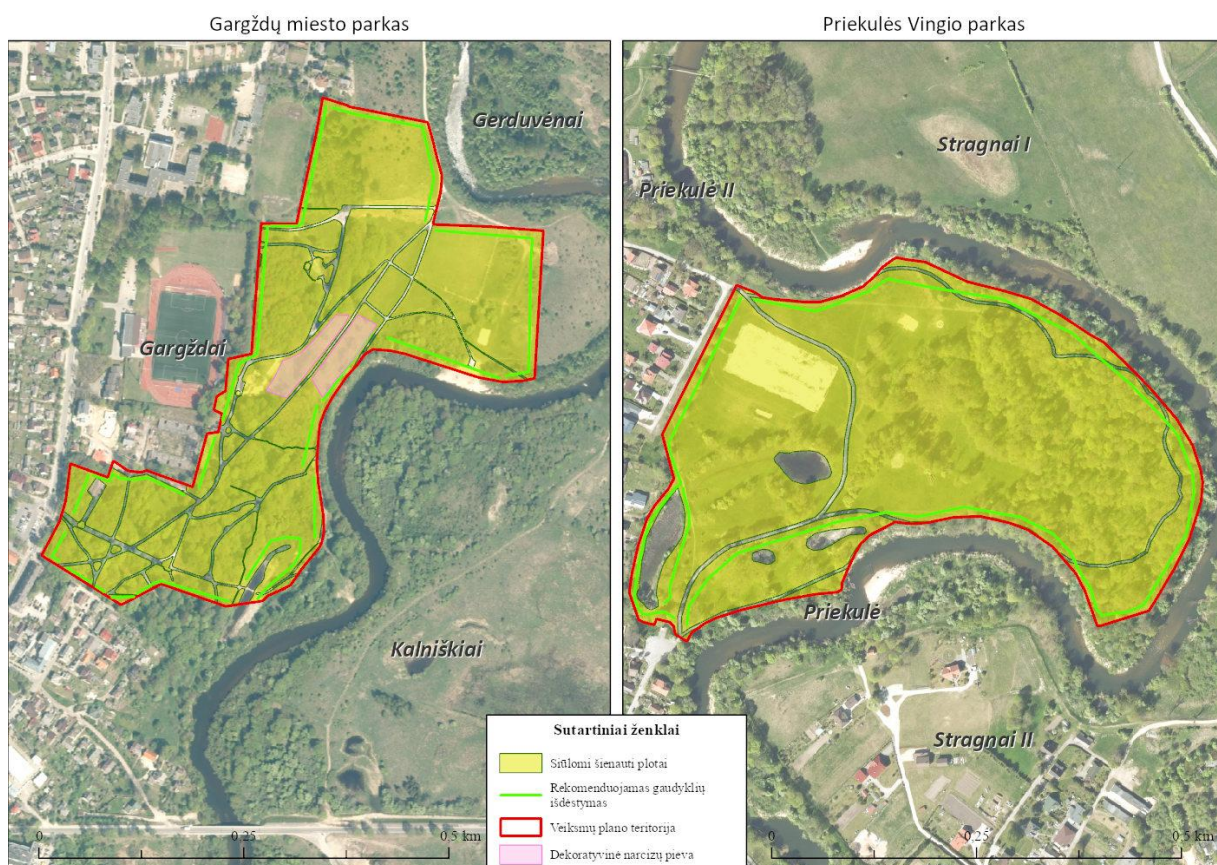 Gargždų miesto parkas
Priekulės Vingio parkas
Gerduvėnai
Gargždai
Kalniškiai
Stragnai I
Priekulė II
Priekulė
Stragnai II
Sutartiniai ženklai
Siūlomi šienauti plotai
Rekomenduojamas gaudyklių
išdėstymas
Veiksmų plano teritorija
Dekoratyvinė narcizų pieva
0 0.25 0.5 km
0 0.25 0.5 km